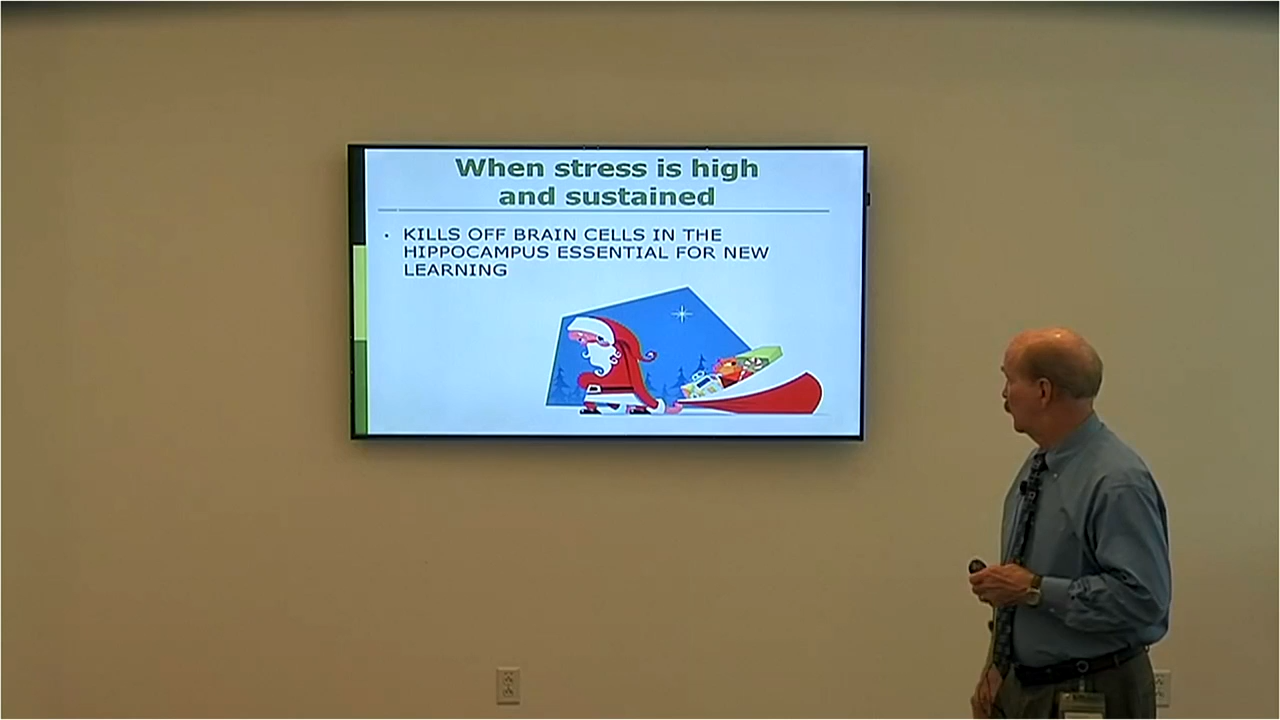 When stress is high
and sustained
• KILLS OFF BRAIN CELLS IN THE
HIPPOCAMPUS ESSENTIAL FOR NEW
LEARNING